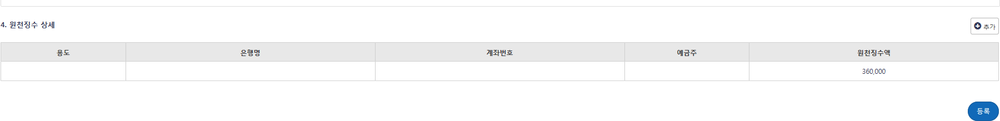 4. 원천징수 상세
추가
용도 은행명 계좌번호 예금주 원천징수액
360,000
등록